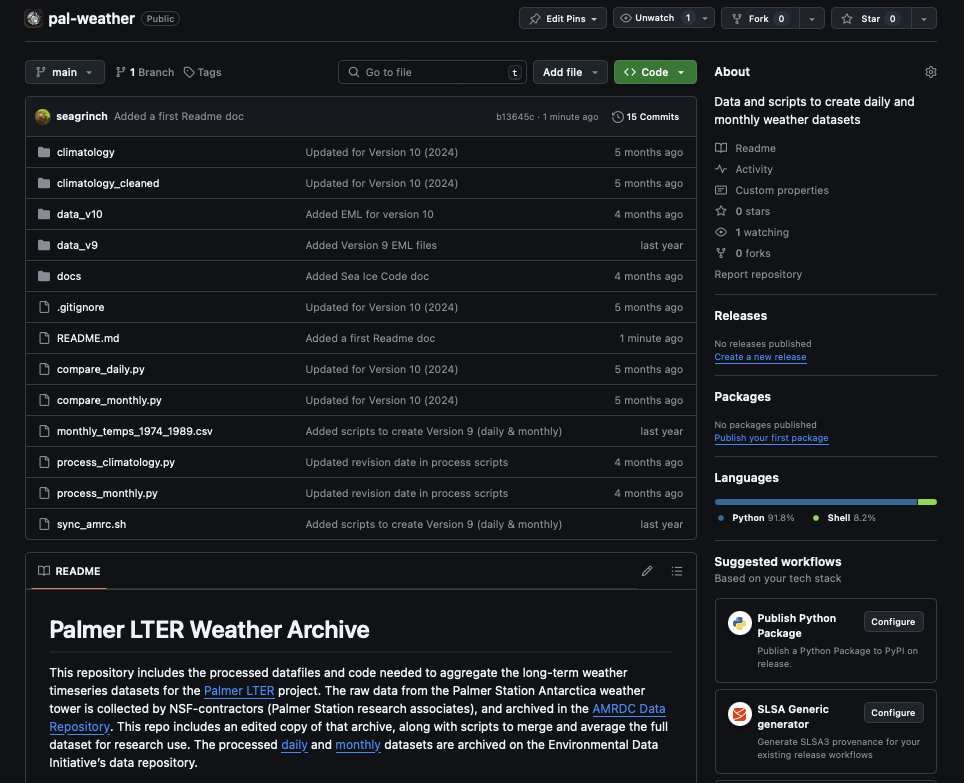 pal-weather Public Edit Pins Unwatch 1 Fork 0 Star 0
main 1 Branch Tags Go to file t Add file Code
seagrinch Added a first Readme doc b13645c · 1 minute ago 15 Commits
climatology Updated for Version 10 (2024) 5 months ago
climatology_cleaned Updated for Version 10 (2024) 5 months ago
data_v10 Added EML for version 10 4 months ago
data_v9 Added Version 9 EML files last year
docs Added Sea Ice Code doc 4 months ago
.gitignore Updated for Version 10 (2024) 5 months ago
README.md Added a first Readme doc 1 minute ago
compare_daily.py Updated for Version 10 (2024) 5 months ago
compare_monthly.py Updated for Version 10 (2024) 5 months ago
monthly_temps_1974_1989.csv Added scripts to create Version 9 (daily & monthly) last year
process_climatology.py Updated revision date in process scripts 4 months ago
process_monthly.py Updated revision date in process scripts 4 months ago
sync_amrc.sh Added scripts to create Version 9 (daily & monthly) last year
README
Palmer LTER Weather Archive
This repository includes the processed datafiles and code needed to aggregate the long-term weather
timeseries datasets for the Palmer LTER project. The raw data from the Palmer Station Antarctica weather
tower is collected by NSF-contractors (Palmer Station research associates), and archived in the AMRDC Data
Repository. This repo includes an edited copy of that archive, along with scripts to merge and average the full
dataset for research use. The processed daily and monthly datasets are archived on the Environmental Data
Initiative's data repository.
About
Data and scripts to create daily and
monthly weather datasets
Readme
Activity
Custom properties
0 stars
1 watching
0 forks
Report repository
Releases
No releases published
Create a new release
Packages
No packages published
Publish your first package
Languages
Python 91.8% Shell 8.2%
Suggested workflows
Based on your tech stack
Publish Python
Package
Configure
Publish a Python Package to PyPI on
release.
SLSA Generic
generator
Configure
Generate SLSA3 provenance for your
existing release workflows